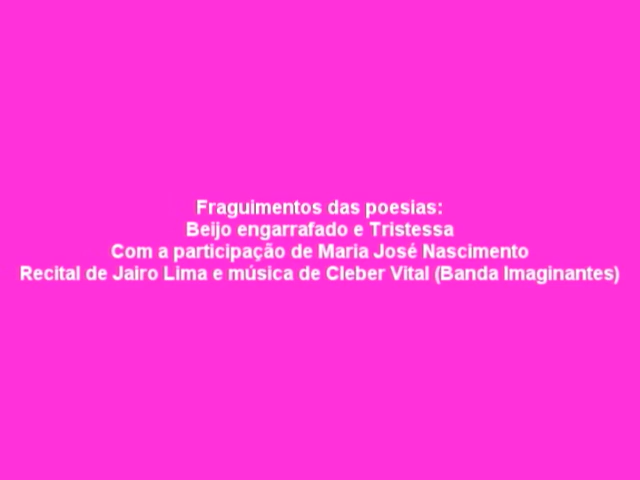 Fraguimentos das poesias:
Beijo engarrafado e Tristessa
Com a participação de Maria José Nascimento
Recital de Jairo Lima e música de Cleber Vital (Banda Imaginantes)